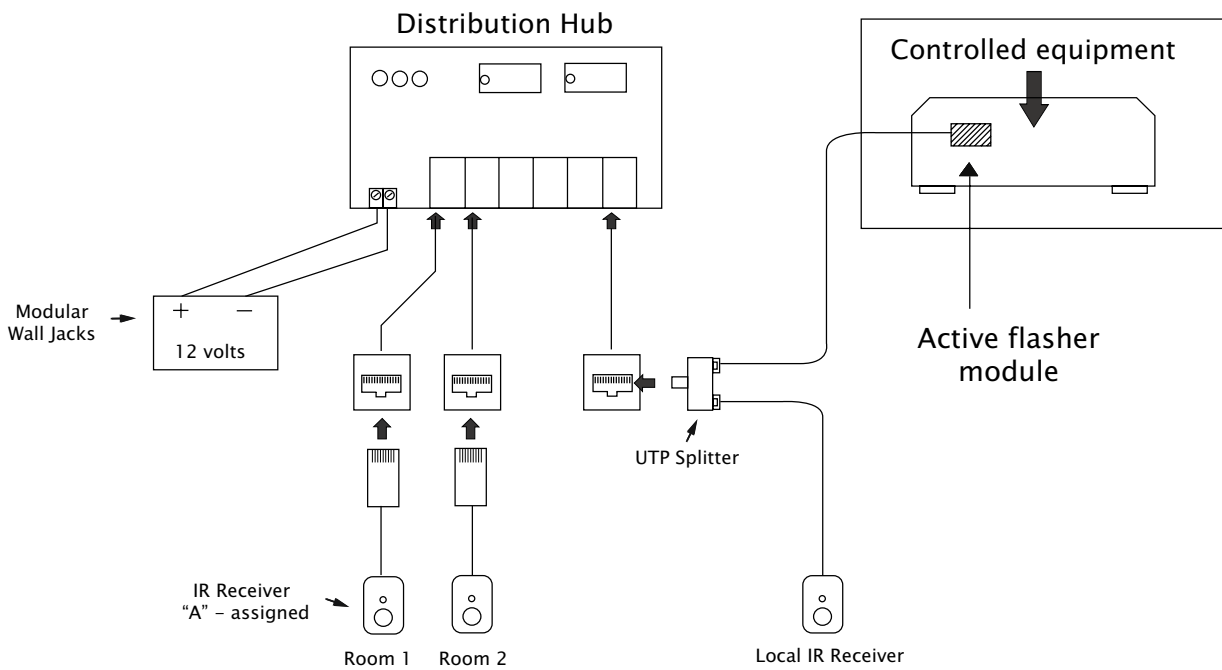 Distribution Hub
Controlled equipment
Modular
Wall Jacks
+ –
12 volts
Active flasher
module
UTP Splitter
IR Receiver
“A” – assigned
Room 1
Room 2
Local IR Receiver